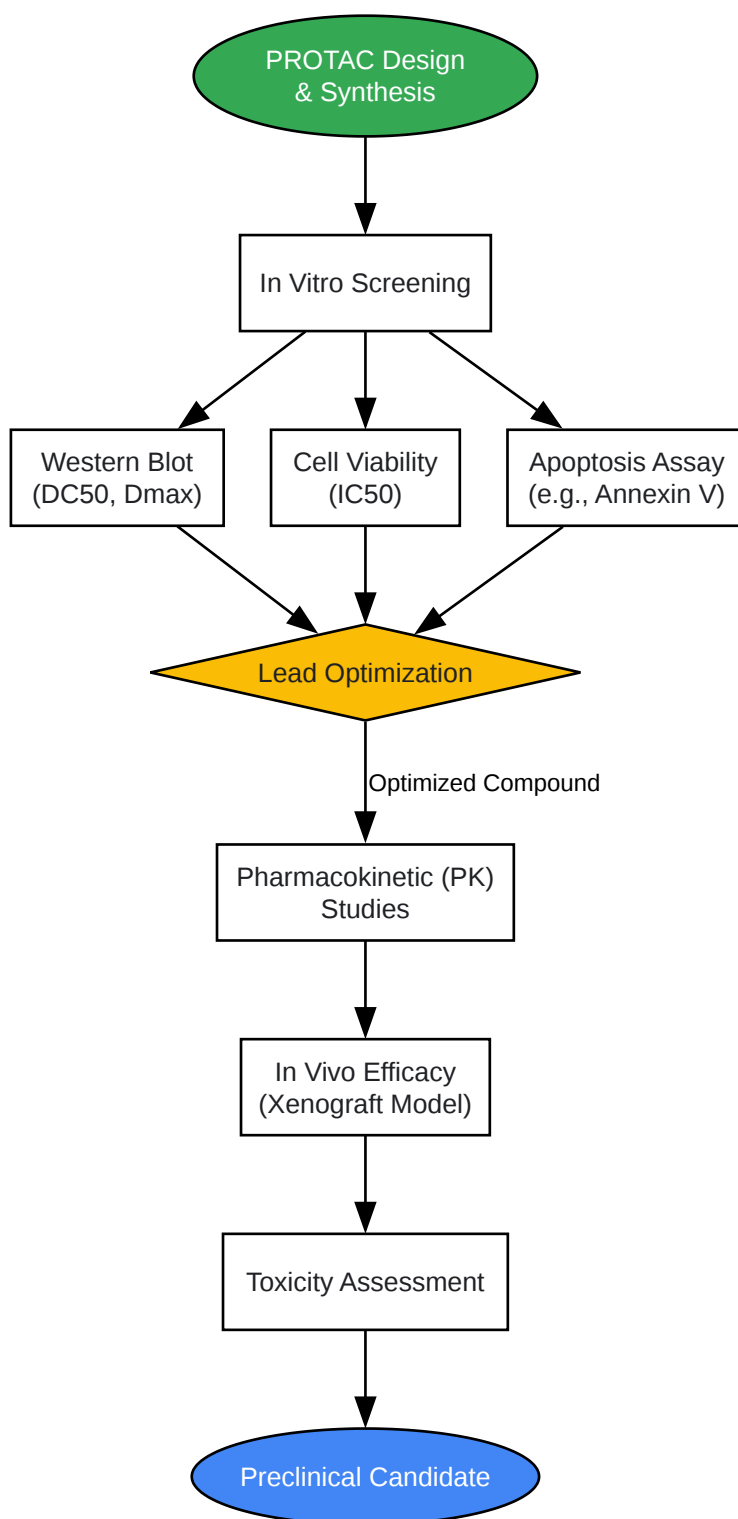 PROTAC Design
& Synthesis
In Vitro Screening
Western Blot
(DC50, Dmax)
Cell Viability
(IC50)
Apoptosis Assay
(e.g., Annexin V)
Lead Optimization
Optimized Compound
Pharmacokinetic (PK)
Studies
In Vivo Efficacy
(Xenograft Model)
Toxicity Assessment
Preclinical Candidate